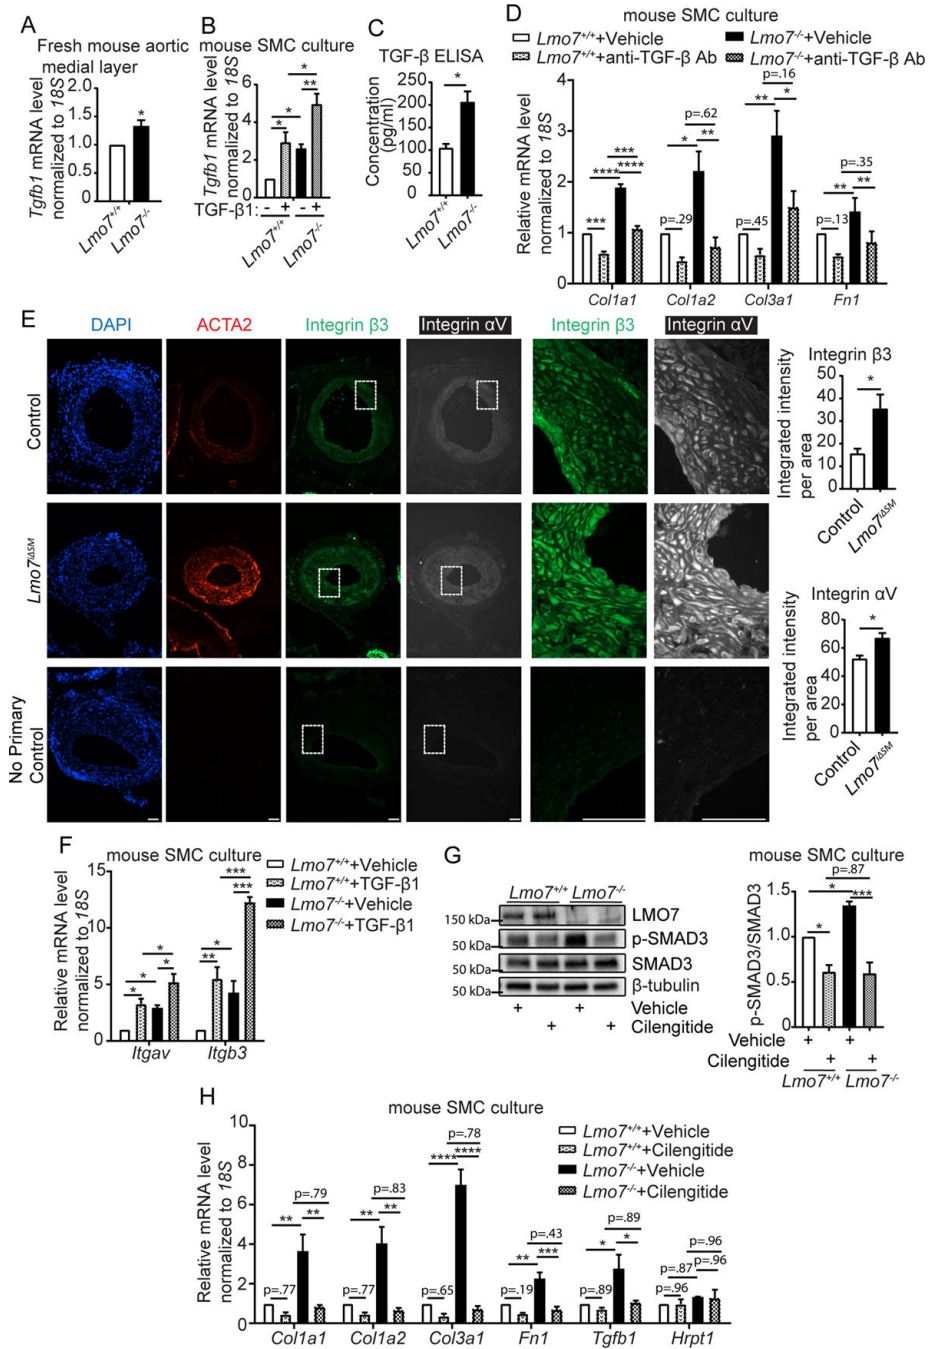 A
Fresh mouse aortic
medial layer
Tgfb1 mRNA level
normalized to 18S
2.0
1.5
1.0
0.5
0.0
*
Lmo7+/+
Lmo7-/-
B
mouse SMC culture
Tgfb1 mRNA level
normalized to 18S
6
5
4
3
2
1
0
*
**
*
*
TGF-β1: - + - +
Lmo7+/+
Lmo7-/-
C
TGF-β ELISA
Concentration
(pg/ml)
250
200
150
100
50
0
*
Lmo7+/+
Lmo7-/-
D
mouse SMC culture
Lmo7+/++Vehicle
Lmo7-/-+Vehicle
Lmo7+/++anti-TGF-β Ab
Lmo7-/-+anti-TGF-β Ab
Relative mRNA level
normalized to 18S
4
3
2
1
0
***
****
****
***
p=.62
*
**
p=.29
p=.16
**
*
p=.45
p=.35
**
**
p=.13
Col1a1
Col1a2
Col3a1
Fn1
E
DAPI
ACTA2
Integrin β3
Integrin αV
Integrin β3
Integrin αV
Control
Lmo7iΔSM
No Primary
Control
Integrin β3
Integrated intensity
per area
50
40
30
20
10
0
*
Control
Lmo7iΔSM
Integrin αV
Integrated intensity
per area
80
60
40
20
0
*
Control
Lmo7iΔSM
F
mouse SMC culture
Relative mRNA level
normalized to 18S
15
10
5
0
*
*
*
*
***
***
*
**
Itgav
Itgb3
Lmo7+/++Vehicle
Lmo7+/++TGF-β1
Lmo7-/-+Vehicle
Lmo7-/-+TGF-β1
G
Lmo7+/+ Lmo7-/-
150 kDa
LMO7
50 kDa
p-SMAD3
50 kDa
SMAD3
50 kDa
β-tubulin
+ + Vehicle
+ + Cilengitide
mouse SMC culture
p-SMAD3/SMAD3
1.5
1.0
0.5
0.0
p=.87
*
***
*
Vehicle + +
Cilengitide + +
Lmo7+/+ Lmo7-/-
H
mouse SMC culture
Relative mRNA level
normalized to 18S
10
8
6
4
2
0
p=.79
**
**
p=.77
p=.83
**
**
p=.77
p=.78
****
****
p=.65
p=.43
**
***
p=.19
p=.89
*
*
p=.89
p=.96
p=.87
p=.96
p=.96
Col1a1
Col1a2
Col3a1
Fn1
Tgfb1
Hrpt1
Lmo7+/++Vehicle
Lmo7+/++Cilengitide
Lmo7-/-+Vehicle
Lmo7-/-+Cilengitide